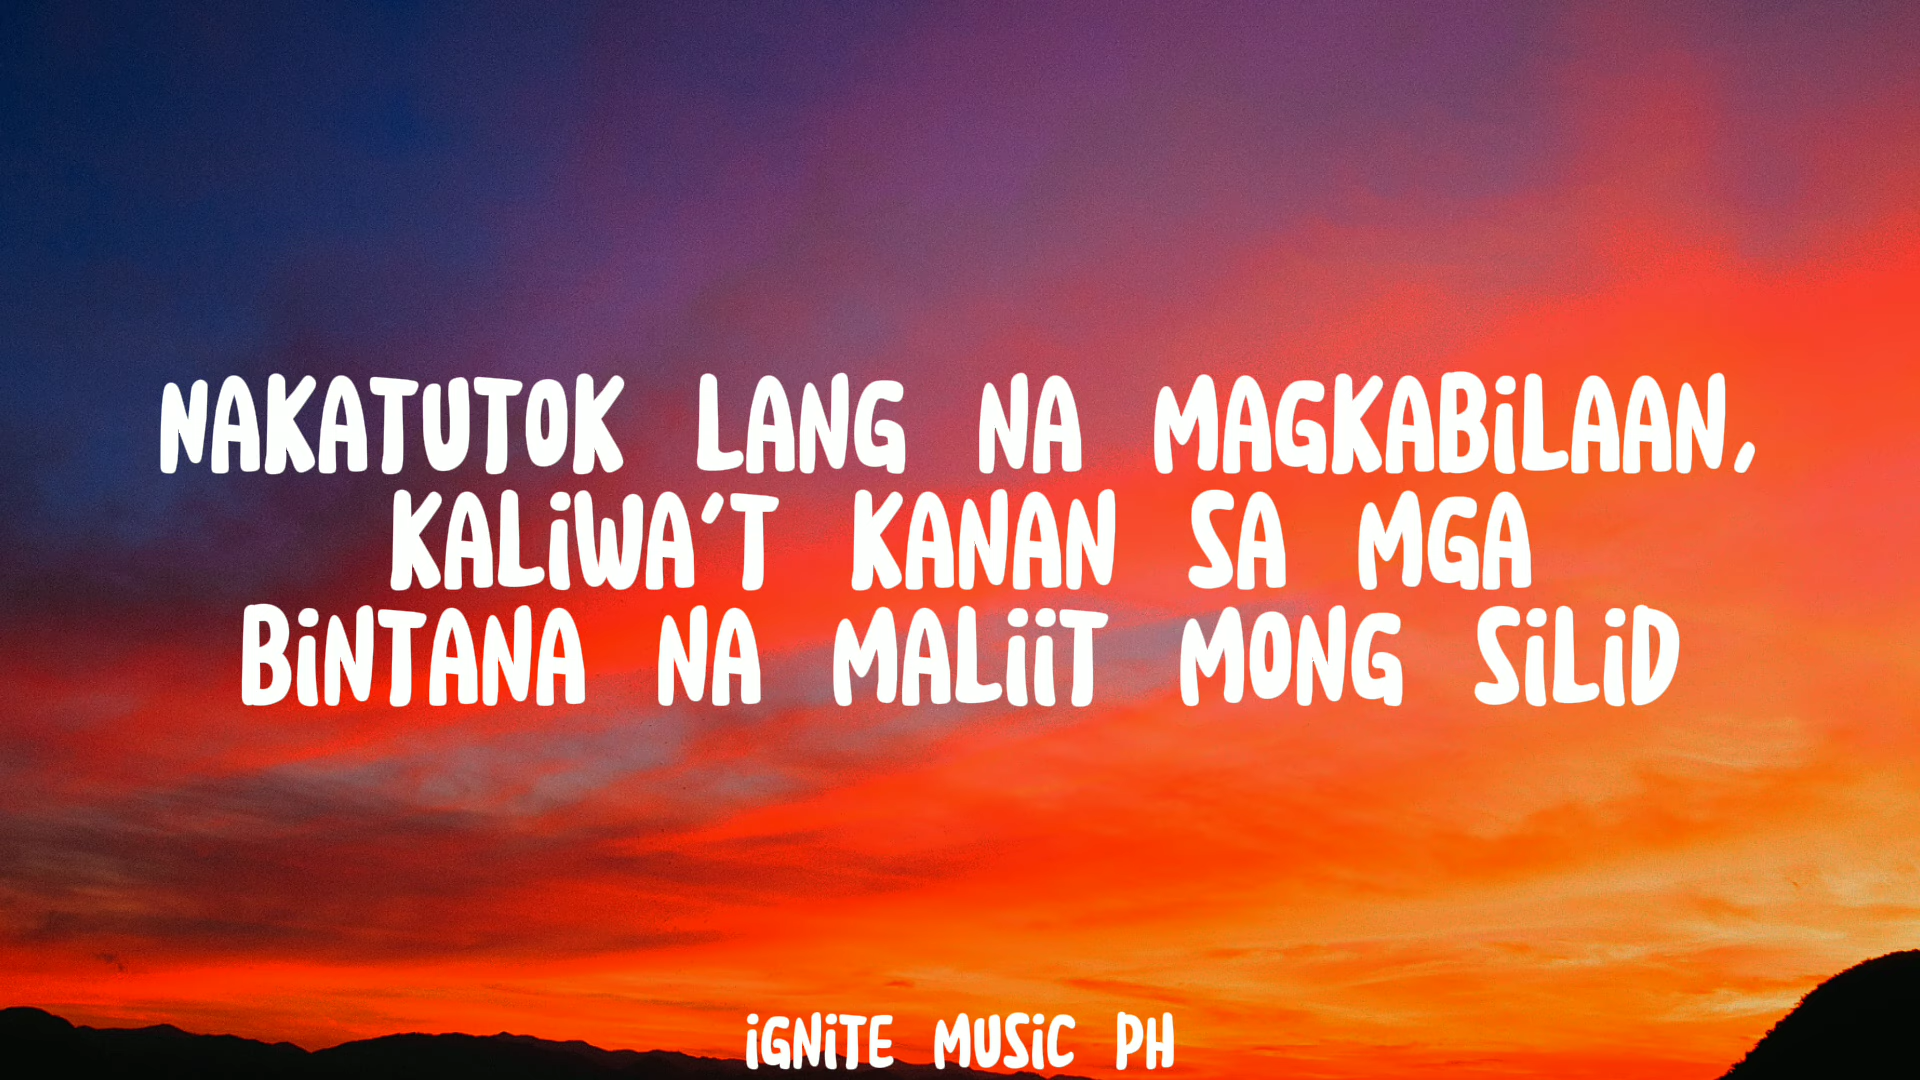 NAKATUTOK LANG NA MAGKABiLAAN,
KALiWA'T KANAN SA MGA
BiNTANA NA MALiiT MONG SiLiD
iGNiTE MUSiC PH